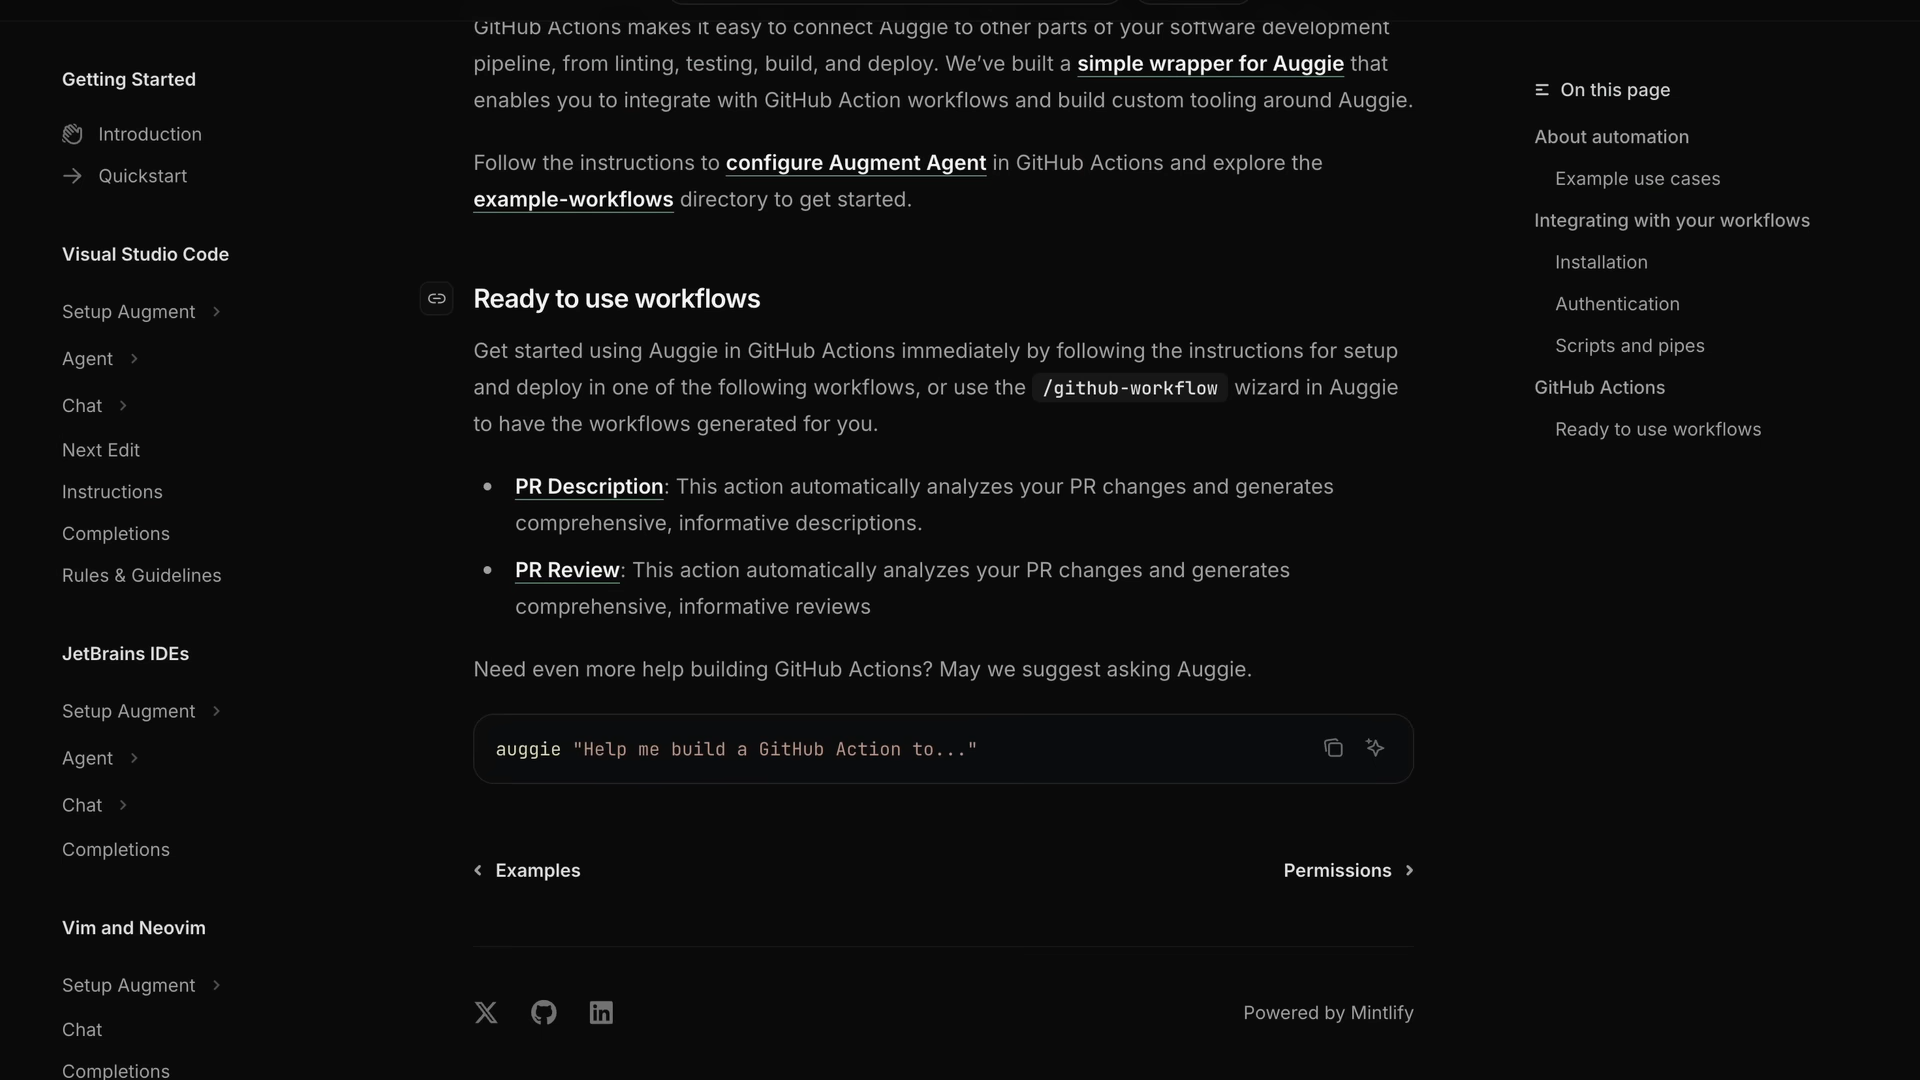 Getting Started
Introduction
Quickstart
Visual Studio Code
Setup Augment
Agent
Chat
Next Edit
Instructions
Completions
Rules & Guidelines
JetBrains IDEs
Setup Augment
Agent
Chat
Completions
Vim and Neovim
Setup Augment
Chat
Completions
GitHub Actions makes it easy to connect Auggie to other parts of your software development
pipeline, from linting, testing, build, and deploy. We’ve built a simple wrapper for Auggie that
enables you to integrate with GitHub Action workflows and build custom tooling around Auggie.
Follow the instructions to configure Augment Agent in GitHub Actions and explore the
example-workflows directory to get started.
Ready to use workflows
Get started using Auggie in GitHub Actions immediately by following the instructions for setup
and deploy in one of the following workflows, or use the /github-workflow wizard in Auggie
to have the workflows generated for you.
PR Description: This action automatically analyzes your PR changes and generates
comprehensive, informative descriptions.
PR Review: This action automatically analyzes your PR changes and generates
comprehensive, informative reviews
Need even more help building GitHub Actions? May we suggest asking Auggie.
auggie "Help me build a GitHub Action to..."
Examples
Permissions
Powered by Mintlify
On this page
About automation
Example use cases
Integrating with your workflows
Installation
Authentication
Scripts and pipes
GitHub Actions
Ready to use workflows